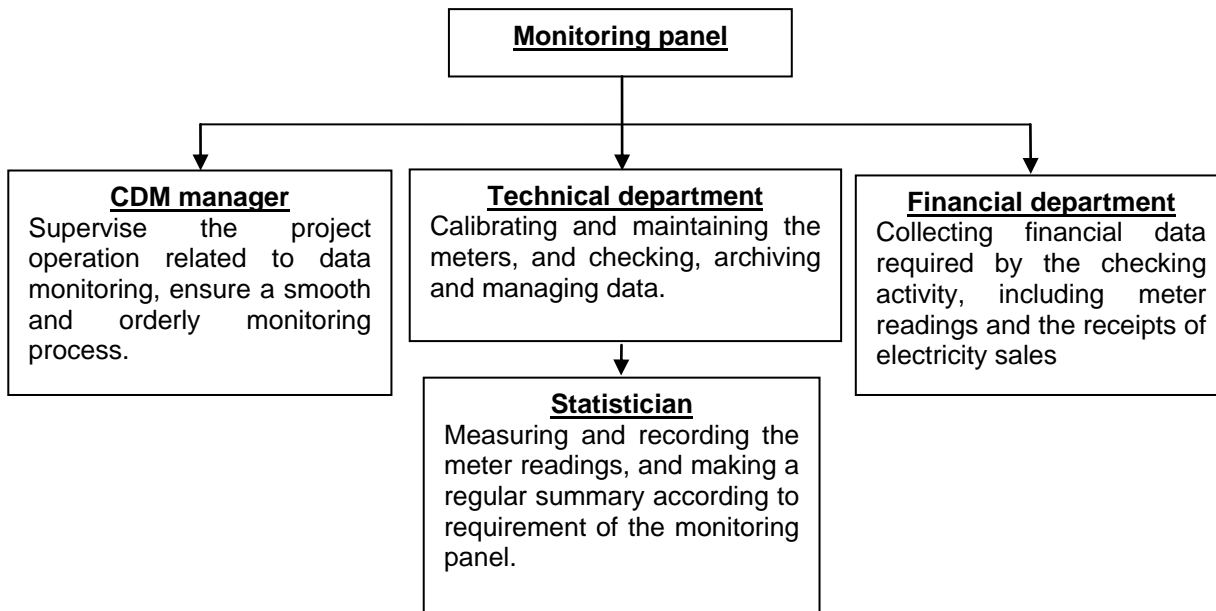 Monitoring panel
CDM manager
Supervise the project
operation related to data
monitoring, ensure a smooth
and orderly monitoring
process.
Technical department
Calibrating and maintaining the
meters, and checking, archiving
and managing data.
Financial department
Collecting financial data
required by the checking
activity, including meter
readings and the receipts of
electricity sales
Statistician
Measuring and recording the
meter readings, and making a
regular summary according to
requirement of the monitoring
panel.